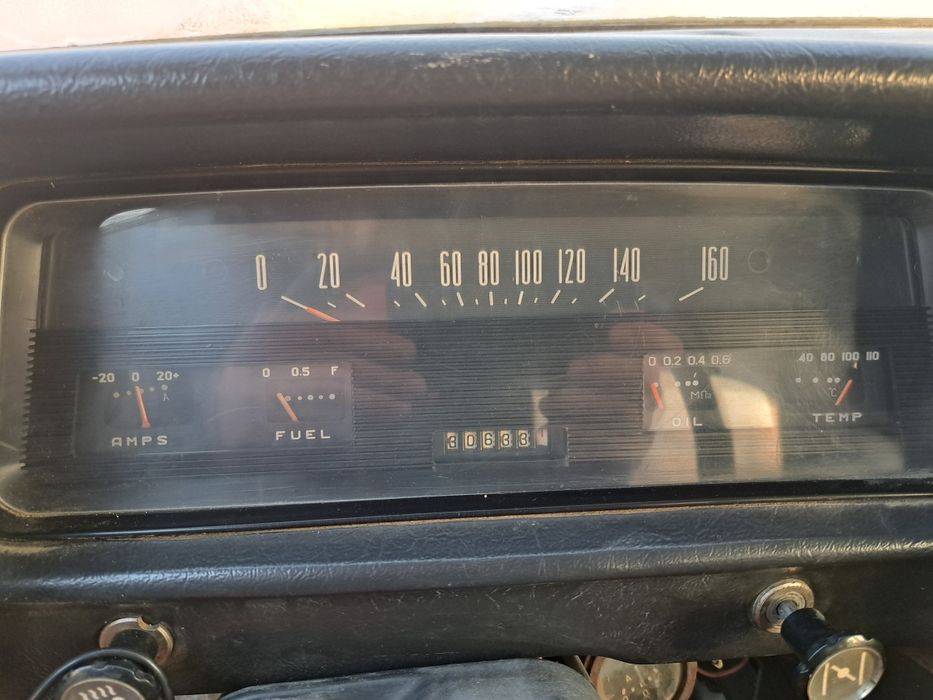 0 20 40 60 80 100 120 140 160
-20 0 20+
A
AMPS
0 0.5 F
FUEL
30633
0 0.2 0.4 0.6
МПа
OIL
40 80 100 110
°C
TEMP